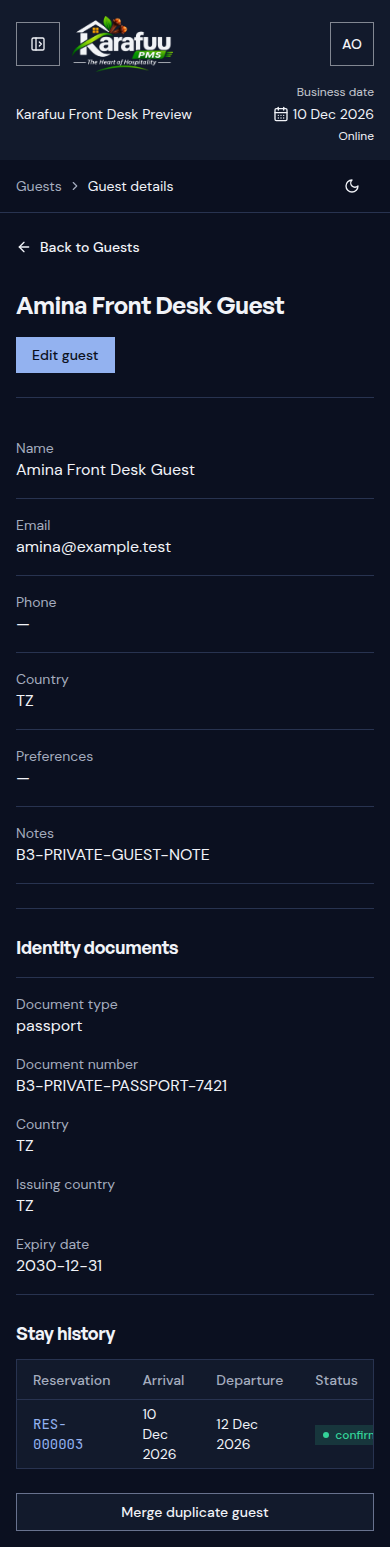 Karafuu
PMS
The Heart of Hospitality
AO
Business date
Karafuu Front Desk Preview
10 Dec 2026
Online
Guests > Guest details
Back to Guests
Amina Front Desk Guest
Edit guest
Name
Amina Front Desk Guest
Email
amina@example.test
Phone
—
Country
TZ
Preferences
—
Notes
B3-PRIVATE-GUEST-NOTE
Identity documents
Document type
passport
Document number
B3-PRIVATE-PASSPORT-7421
Country
TZ
Issuing country
TZ
Expiry date
2030-12-31
Stay history
Reservation Arrival Departure Status
RES-
000003
10
Dec
2026
12 Dec
2026
Merge duplicate guest